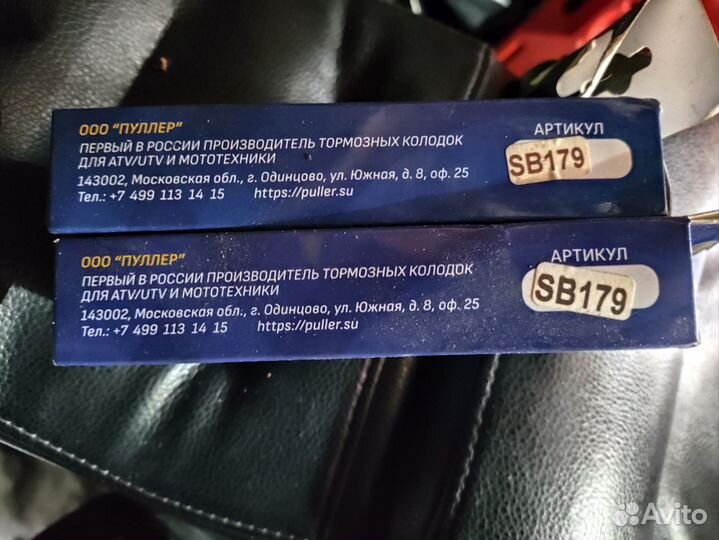 ООО "ПУЛЛЕР"
ПЕРВЫЙ В РОССИИ ПРОИЗВОДИТЕЛЬ ТОРМОЗНЫХ КОЛОДОК
ДЛЯ ATV/UTV И МОТОТЕХНИКИ
143002, Московская обл., г. Одинцово, ул. Южная, д. 8, оф. 25
Тел.: +7 499 113 14 15 https://puller.su
АРТИКУЛ
SB179
ООО "ПУЛЛЕР"
ПЕРВЫЙ В РОССИИ ПРОИЗВОДИТЕЛЬ ТОРМОЗНЫХ КОЛОДОК
ДЛЯ ATV/UTV И МОТОТЕХНИКИ
143002, Московская обл., г. Одинцово, ул. Южная, д. 8, оф. 25
Тел.: +7 499 113 14 15 https://puller.su
АРТИКУЛ
SB179
Avito